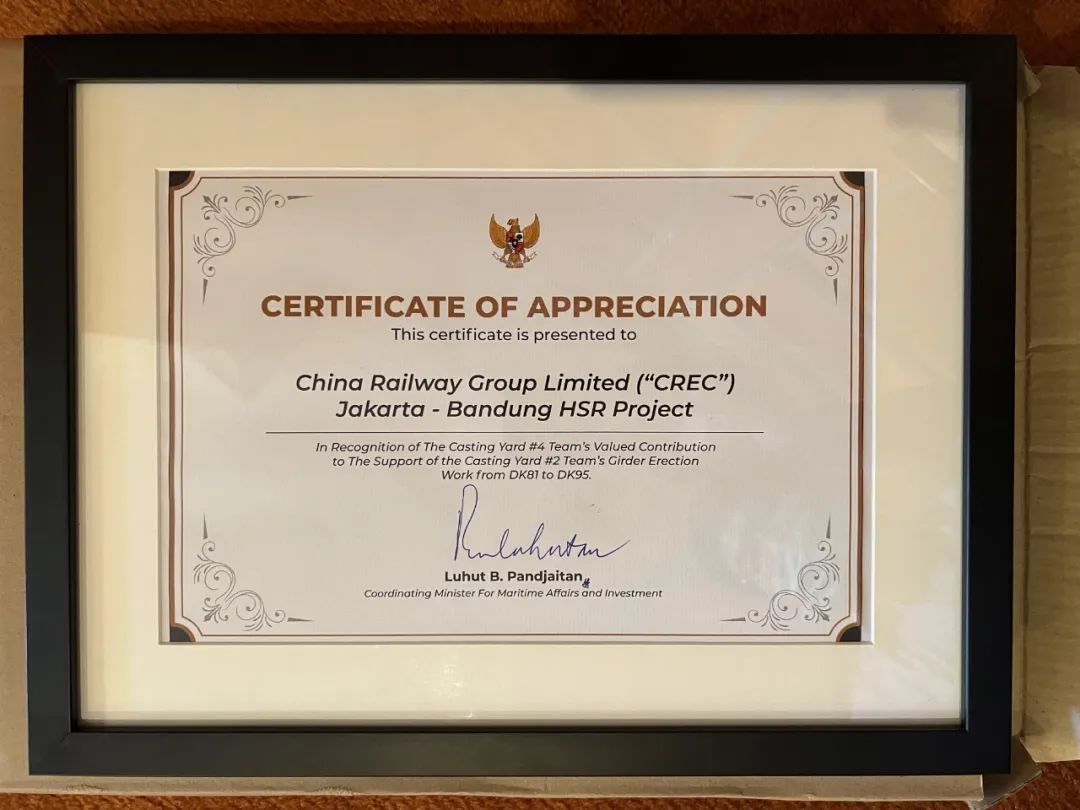 CERTIFICATE OF APPRECIATION
This certificate is presented to
China Railway Group Limited (“CREC”)
Jakarta - Bandung HSR Project
In Recognition of The Casting Yard #4 Team’s Valued Contribution
to The Support of the Casting Yard #2 Team’s Girder Erection
Work from DK81 to DK95.
Luhut B. Pandjaitan
Coordinating Minister For Maritime Affairs and Investment